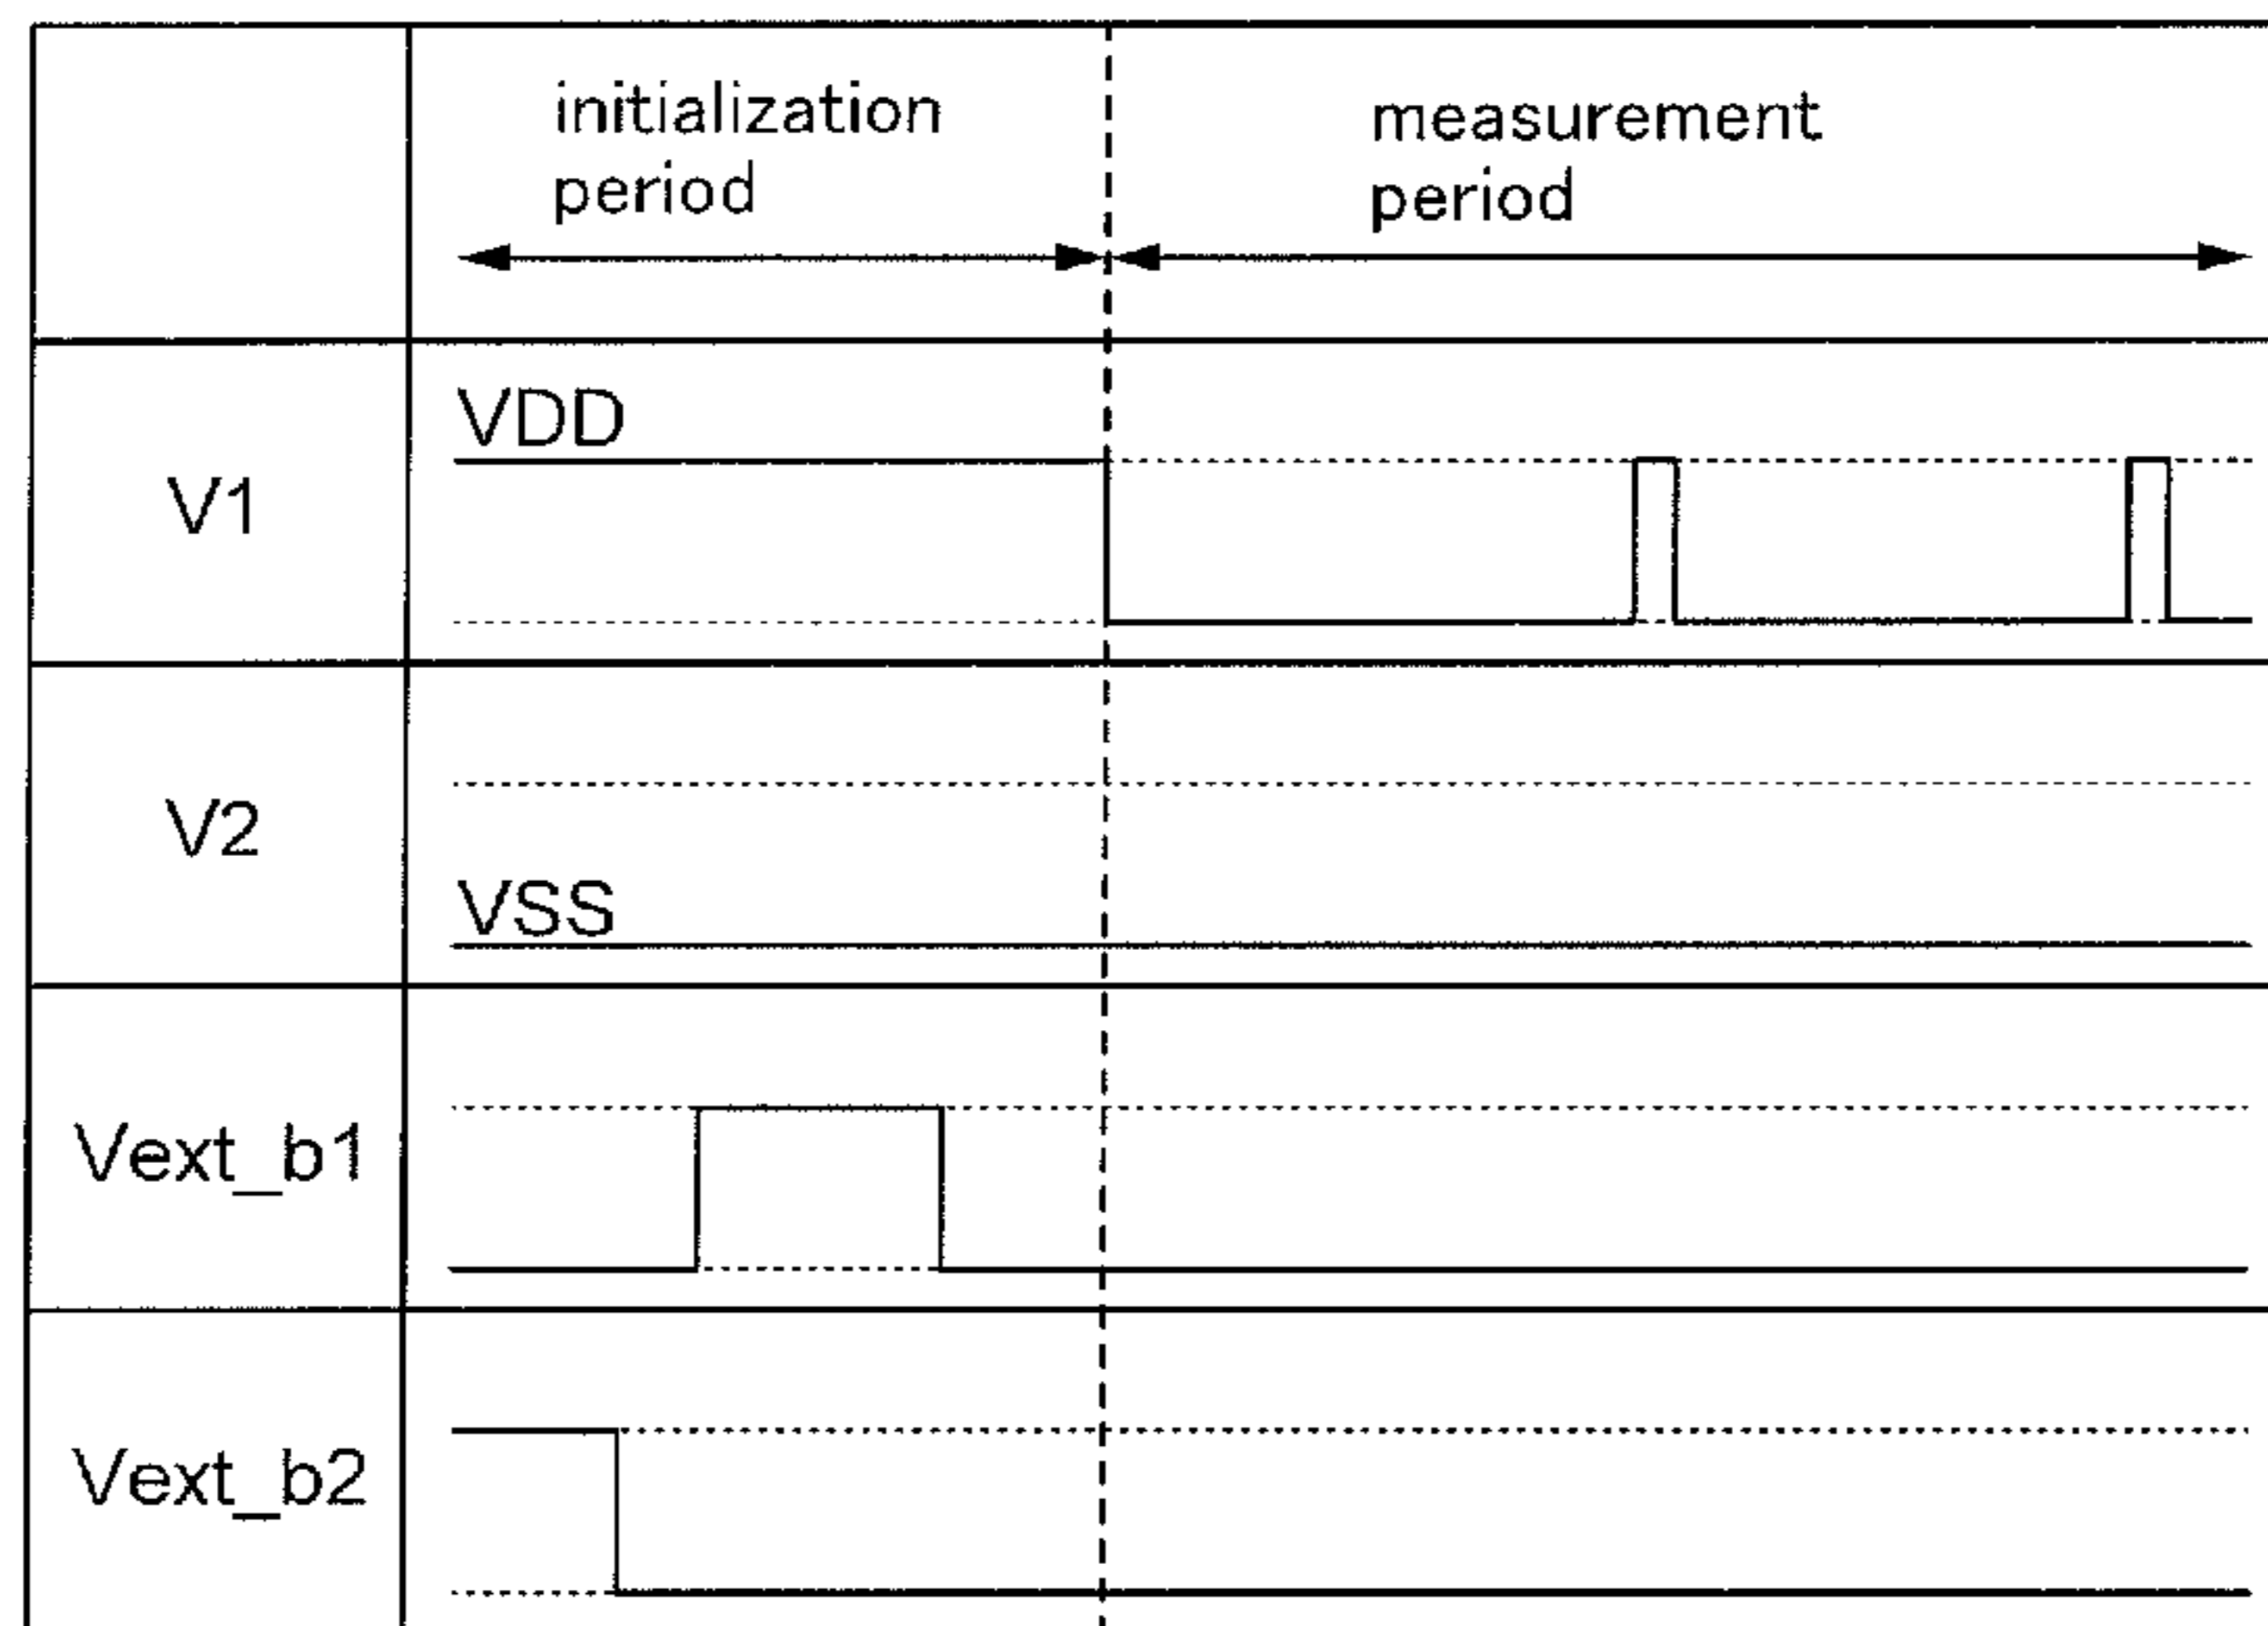 initialization
period
measurement
period
VDD
V1
V2
VSS
Vext_b1
Vext_b2